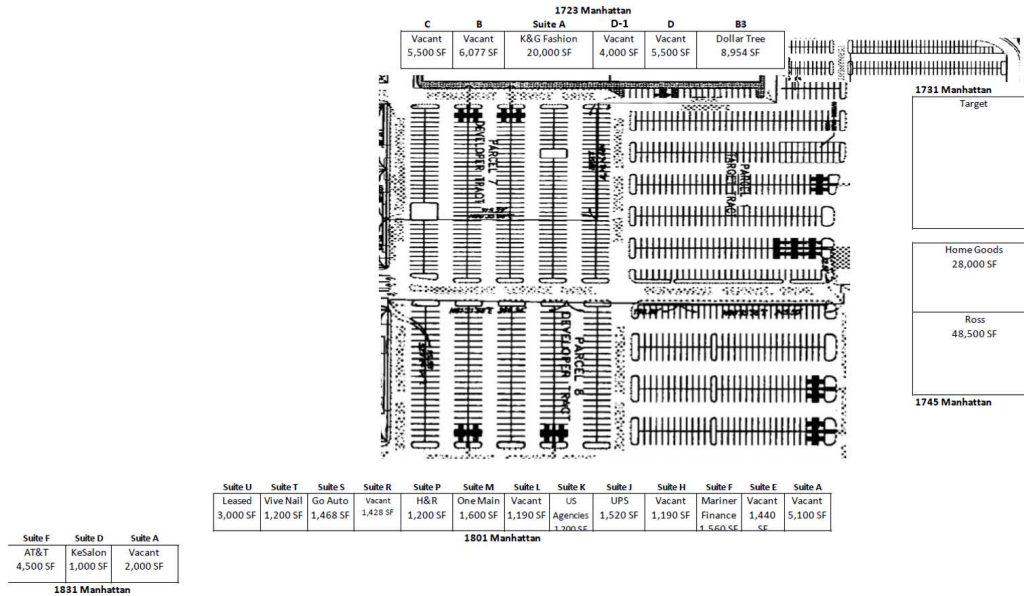 1723 Manhattan
C B Suite A D-1 D B3
Vacant Vacant K&G Fashion Vacant Vacant Dollar Tree
5,500 SF 6,077 SF 20,000 SF 4,000 SF 5,500 SF 8,954 SF
1731 Manhattan
Target
PARCEL 7
DEVELOPER TRACT
PARCEL 1
TARGET TRACT
Home Goods
28,000 SF
Ross
48,500 SF
1745 Manhattan
PARCEL 8
DEVELOPER TRACT
Suite U Suite T Suite S Suite R Suite P Suite M Suite L Suite K Suite J Suite H Suite F Suite E Suite A
Leased Vive Nail Go Auto Vacant H&R One Main Vacant US UPS Vacant Mariner Vacant Vacant
3,000 SF 1,200 SF 1,468 SF 1,428 SF 1,200 SF 1,600 SF 1,190 SF Agencies 1,520 SF 1,190 SF Finance 1,440 5,100 SF
1,200 SF 1,560 SF SF
1801 Manhattan
Suite F Suite D Suite A
AT&T KeSalon Vacant
4,500 SF 1,000 SF 2,000 SF
1831 Manhattan